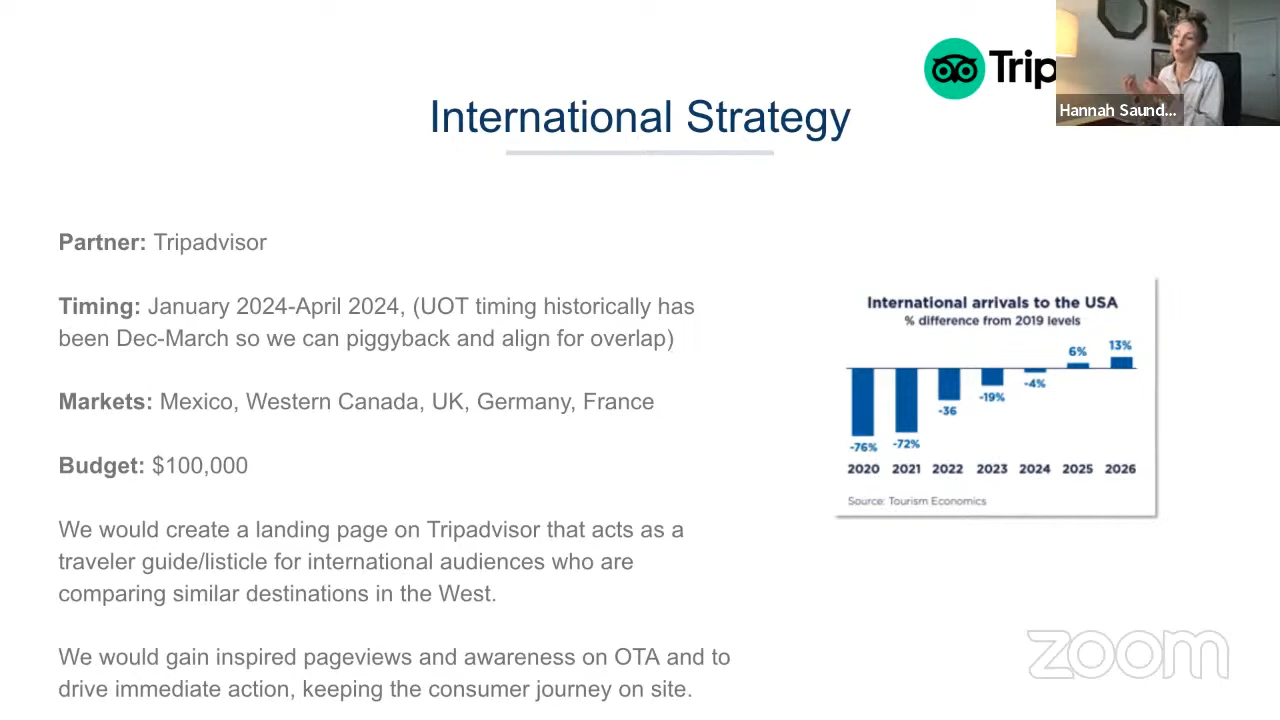 Trip
Hannah Saund...
International Strategy
Partner: Tripadvisor
Timing: January 2024-April 2024, (UOT timing historically has
been Dec-March so we can piggyback and align for overlap)
Markets: Mexico, Western Canada, UK, Germany, France
Budget: $100,000
We would create a landing page on Tripadvisor that acts as a
traveler guide/listicle for international audiences who are
comparing similar destinations in the West.
We would gain inspired pageviews and awareness on OTA and to
drive immediate action, keeping the consumer journey on site.
International arrivals to the USA
% difference from 2019 levels
6% 13%
-76% -72% -36 -19% -4%
2020 2021 2022 2023 2024 2025 2026
Source: Tourism Economics
zoom